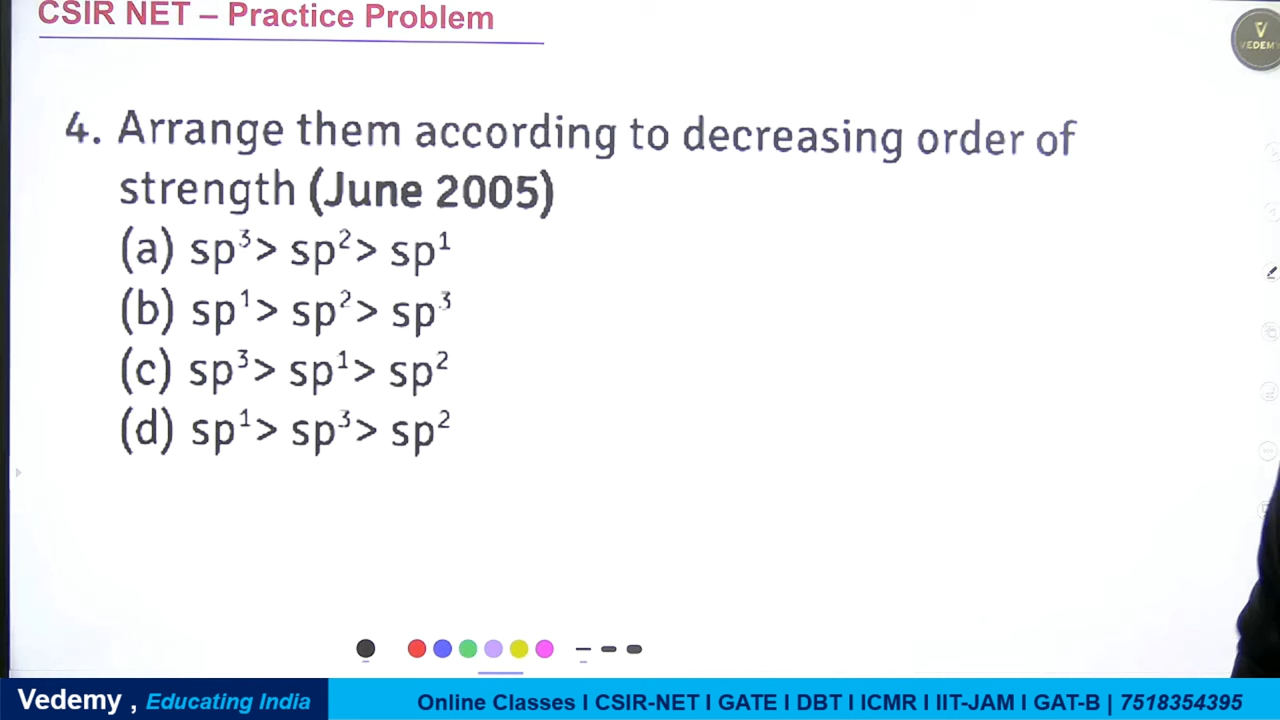 CSIR NET – Practice Problem
VEDEMY
4. Arrange them according to decreasing order of
strength (June 2005)
(a) sp³> sp²> sp¹
(b) sp¹> sp²> sp³
(c) sp³> sp¹> sp²
(d) sp¹> sp³> sp²
Vedemy , Educating India
Online Classes I CSIR-NET I GATE I DBT I ICMR I IIT-JAM I GAT-B | 7518354395